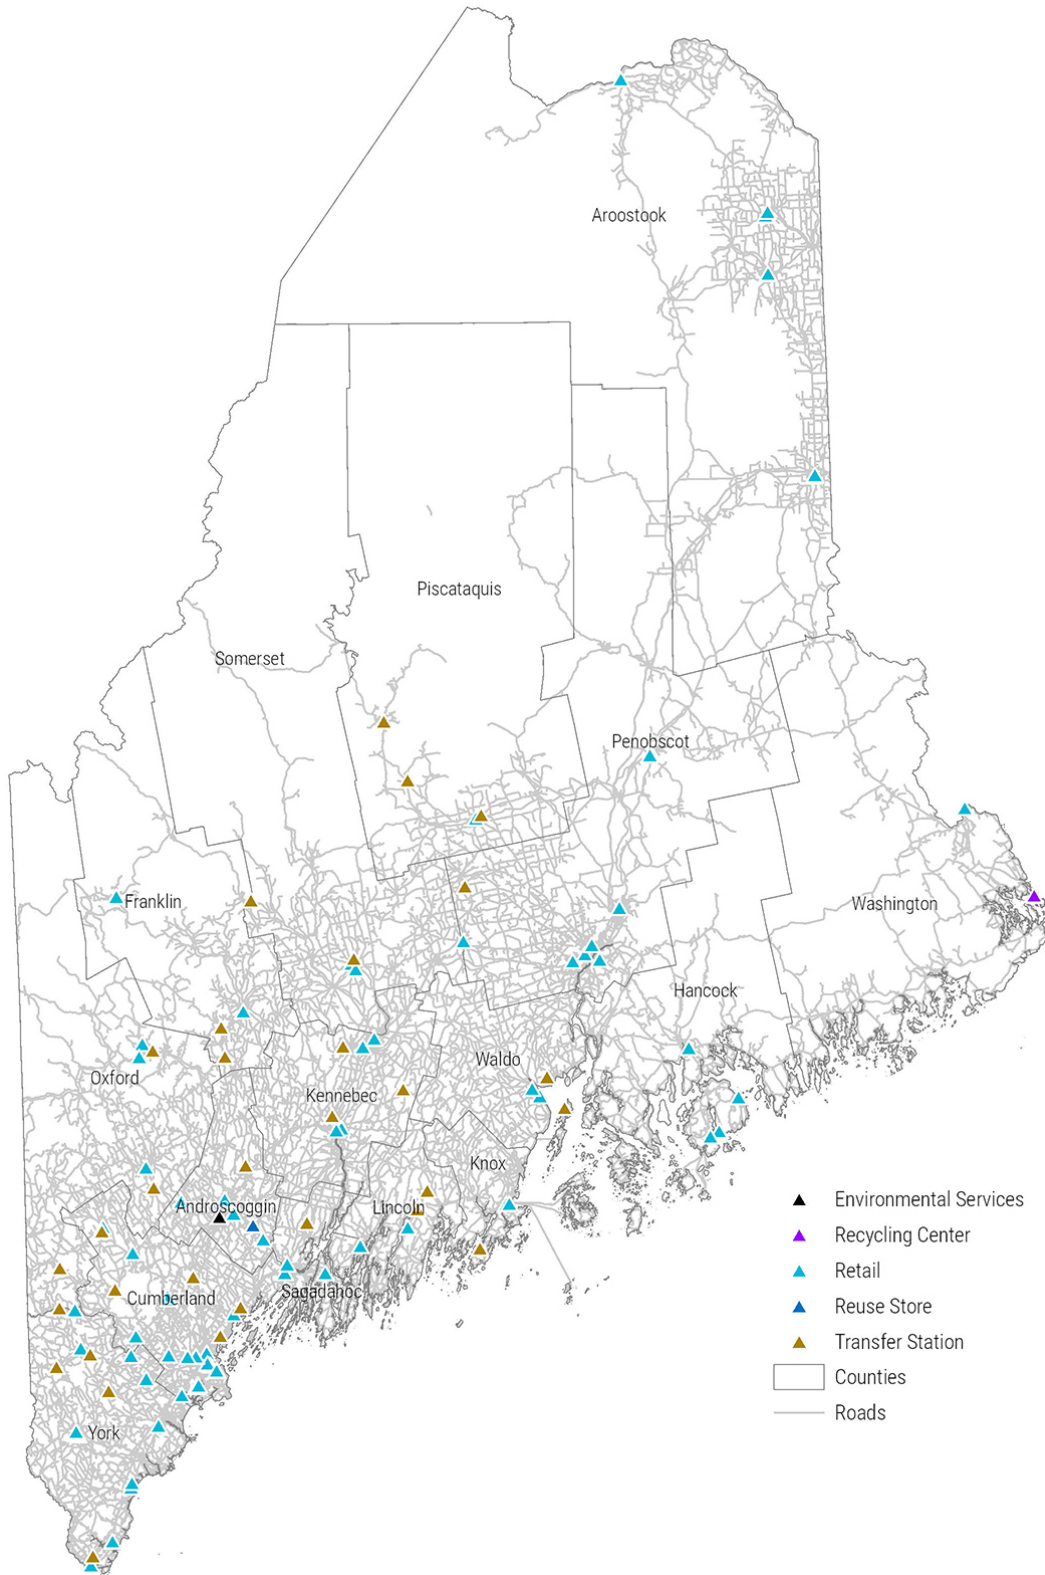 Aroostook
Piscataquis
Somerset
Penobscot
Franklin
Washington
Hancock
Oxford
Waldo
Kennebec
Knox
Androscoggin
Lincoln
Environmental Services
Recycling Center
Retail
Cumberland
Sagadahoc
Reuse Store
Transfer Station
Counties
Roads
York